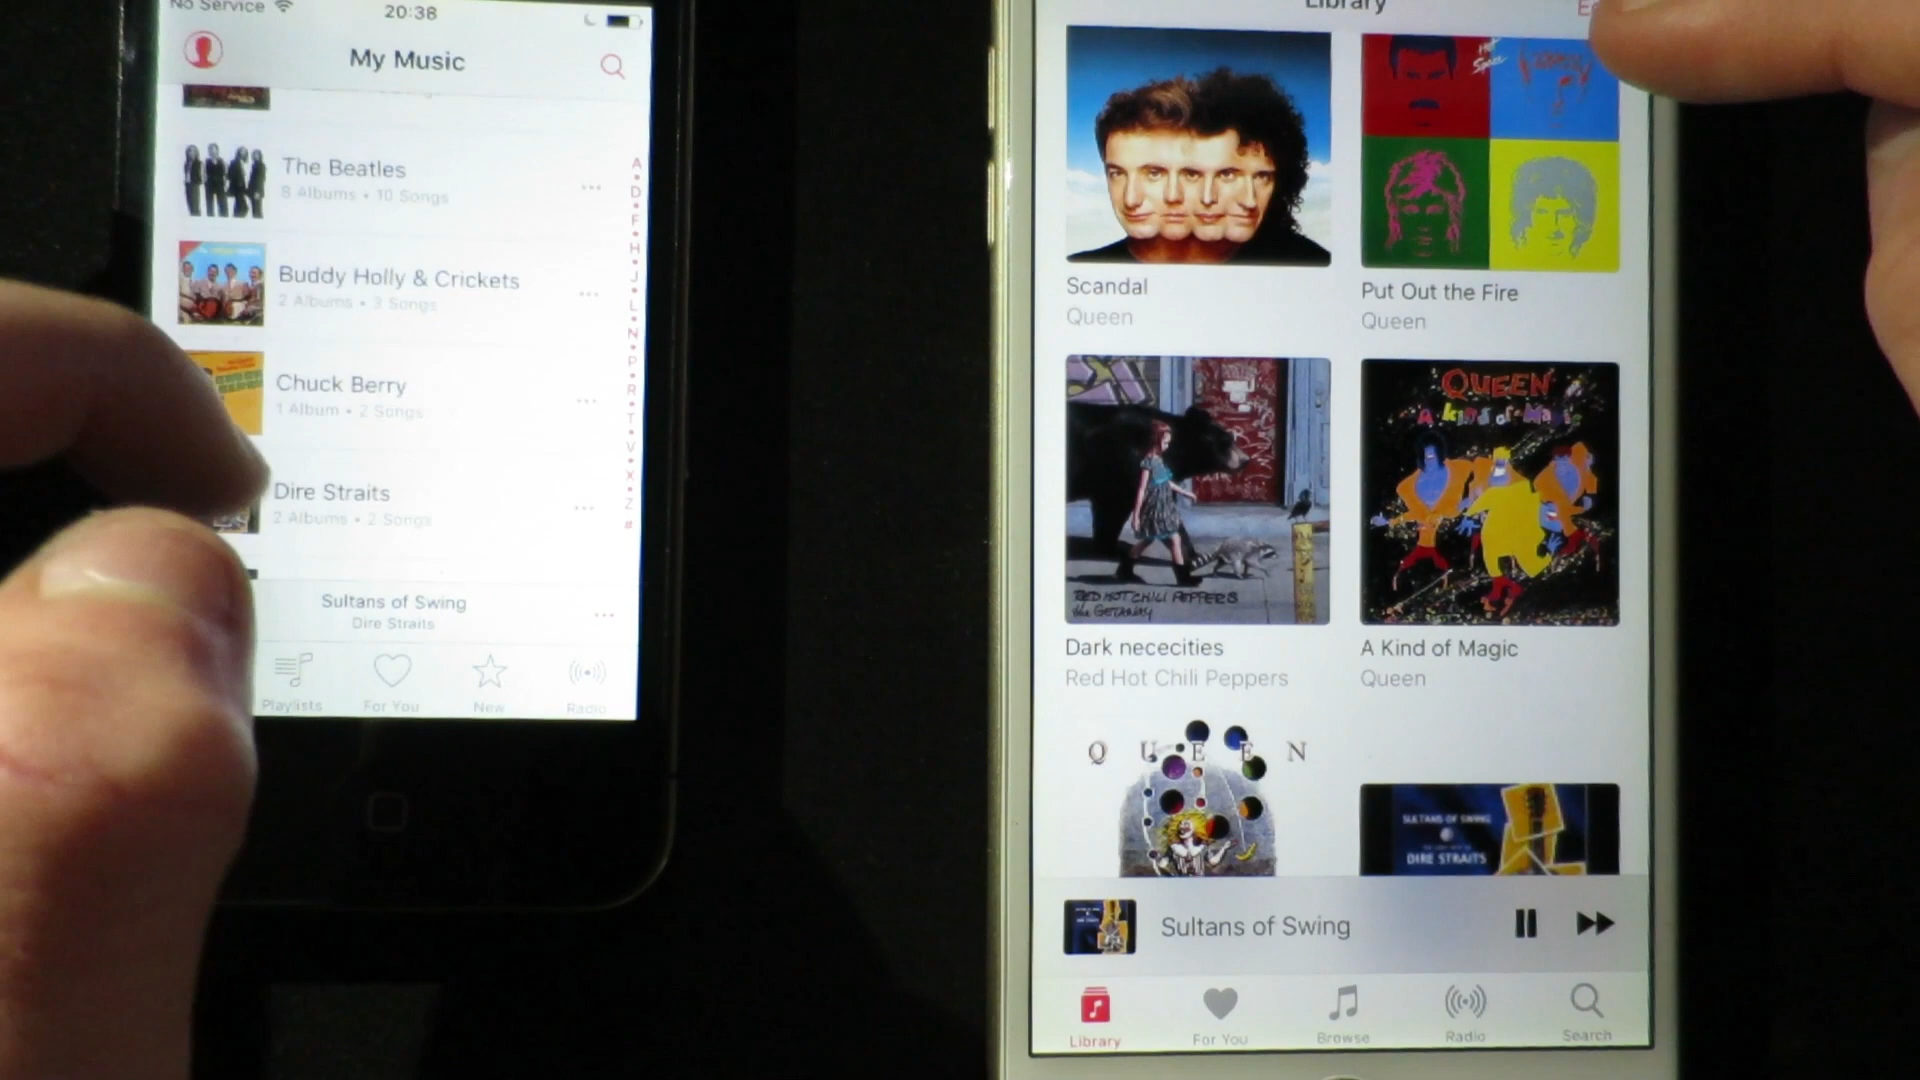 No Service
20:38
My Music
The Beatles
8 Albums • 10 Songs
Buddy Holly & Crickets
2 Albums • 3 Songs
Chuck Berry
1 Album • 2 Songs
Dire Straits
2 Albums • 2 Songs
A
D
F
H
J
L
N
P
R
T
V
X
Z
#
Sultans of Swing
Dire Straits
Playlists
For You
New
Radio
Library
Hot
Space
Scandal
Queen
Put Out the Fire
Queen
RED HOT CHILI PEPPERS
the GETAWAY
QUEEN
A kind of Magic
Dark nececities
Red Hot Chili Peppers
A Kind of Magic
Queen
QUEEN
SULTANS OF SWING
DIRE STRAITS
Sultans of Swing
Library
For You
Browse
Radio
Search